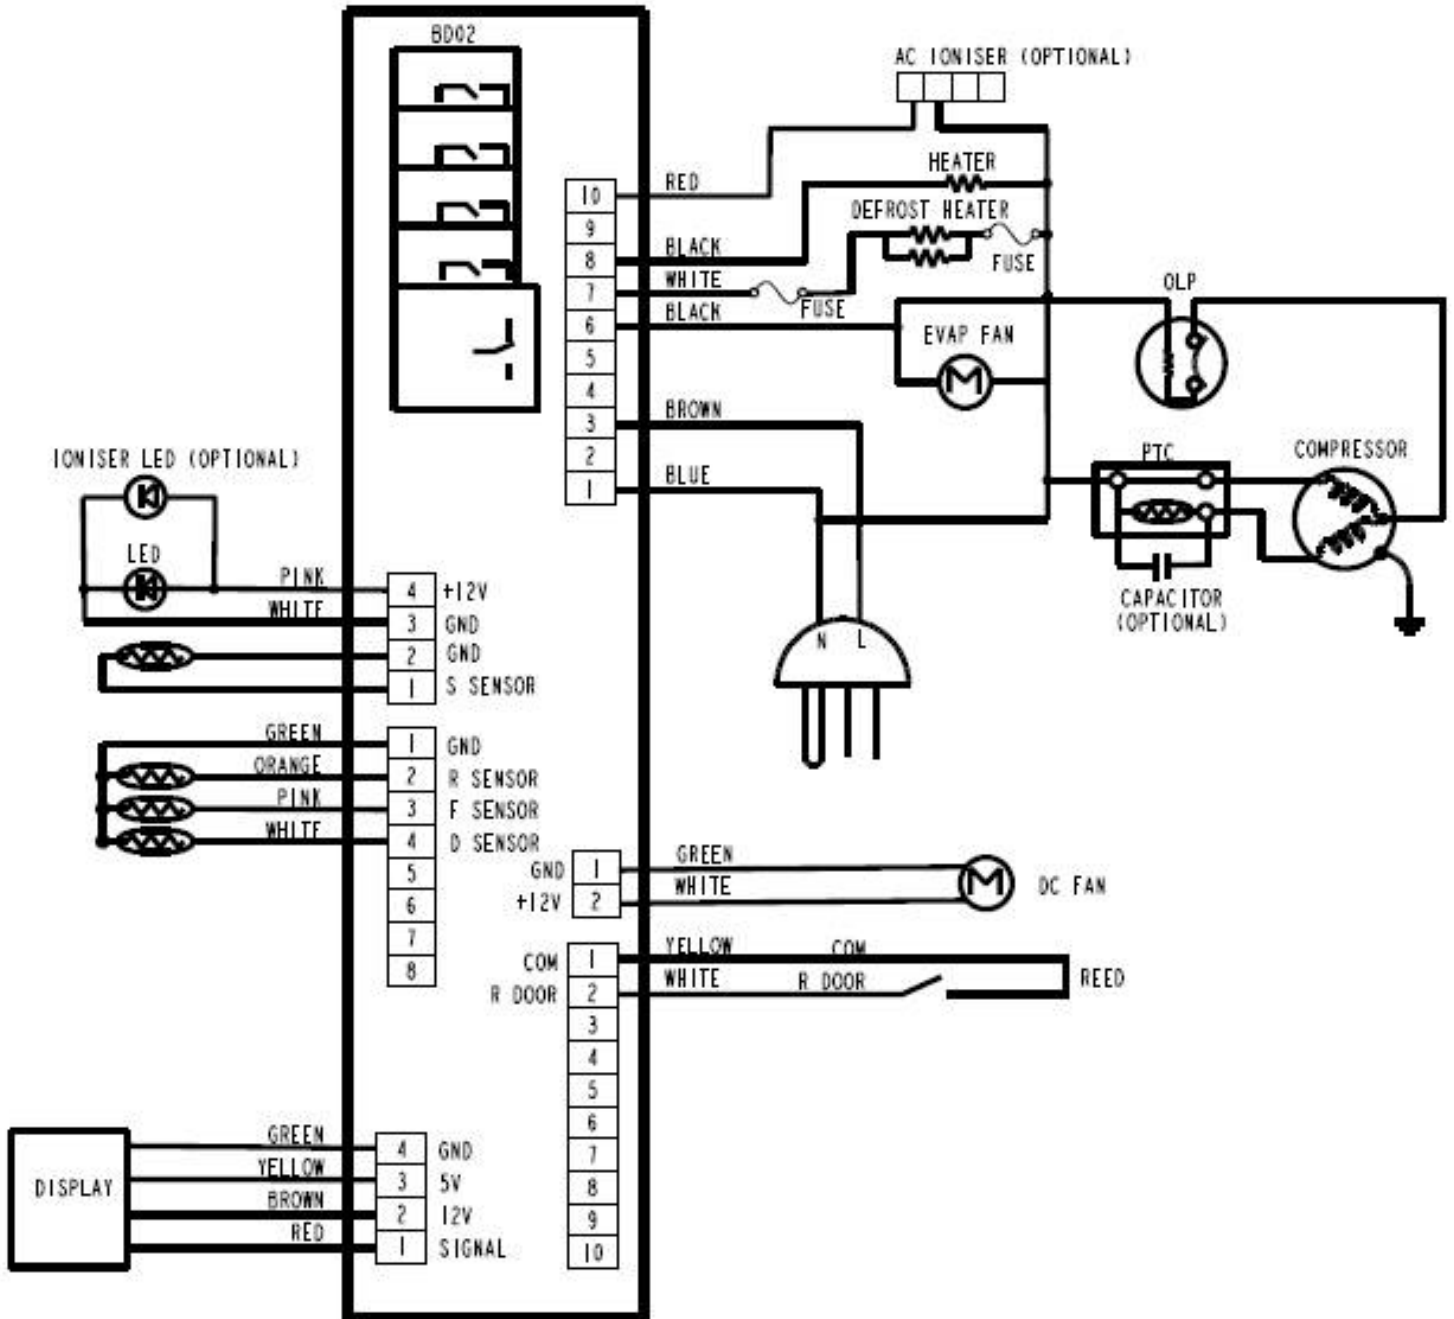 BD02
AC IONISER (OPTIONAL)
HEATER
RED
10
DEFROST HEATER
9
BLACK
8
FUSE
WHITE
7
FUSE
OLP
BLACK
6
EVAP FAN
5
M
4
BROWN
3
PTC
COMPRESSOR
2
IONISER LED (OPTIONAL)
BLUE
1
LED
PINK
4 +12V
CAPACITOR
(OPTIONAL)
WHITE
3 GND
N L
2 GND
1 S SENSOR
GREEN
1 GND
ORANGE
2 R SENSOR
PINK
3 F SENSOR
WHITE
4 D SENSOR
5
6
7
8
GND 1 GREEN
M DC FAN
+12V 2 WHITE
COM 1 YELLOW COM
R DOOR 2 WHITE R DOOR
REED
3
4
5
6
7
8
9
10
DISPLAY
GREEN
4 GND
YELLOW
3 5V
BROWN
2 12V
RED
1 SIGNAL